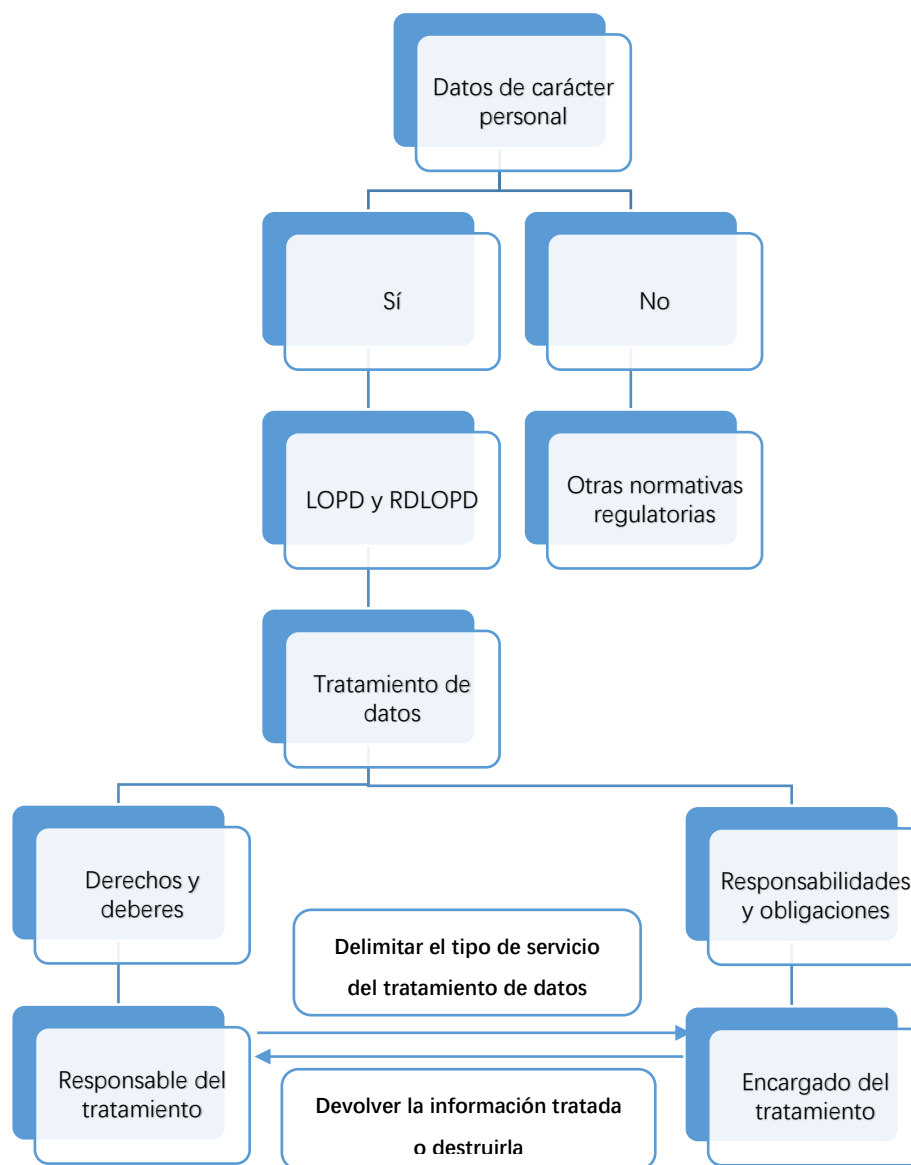 Datos de carácter
personal
Sí
No
LOPD y RDLOPD
Otras normativas
regulatorias
Tratamiento de
datos
Derechos y
deberes
Responsabilidades
y obligaciones
Delimitar el tipo de servicio
del tratamiento de datos
Responsable del
tratamiento
Encargado del
tratamiento
Devolver la información tratada
o destruirla